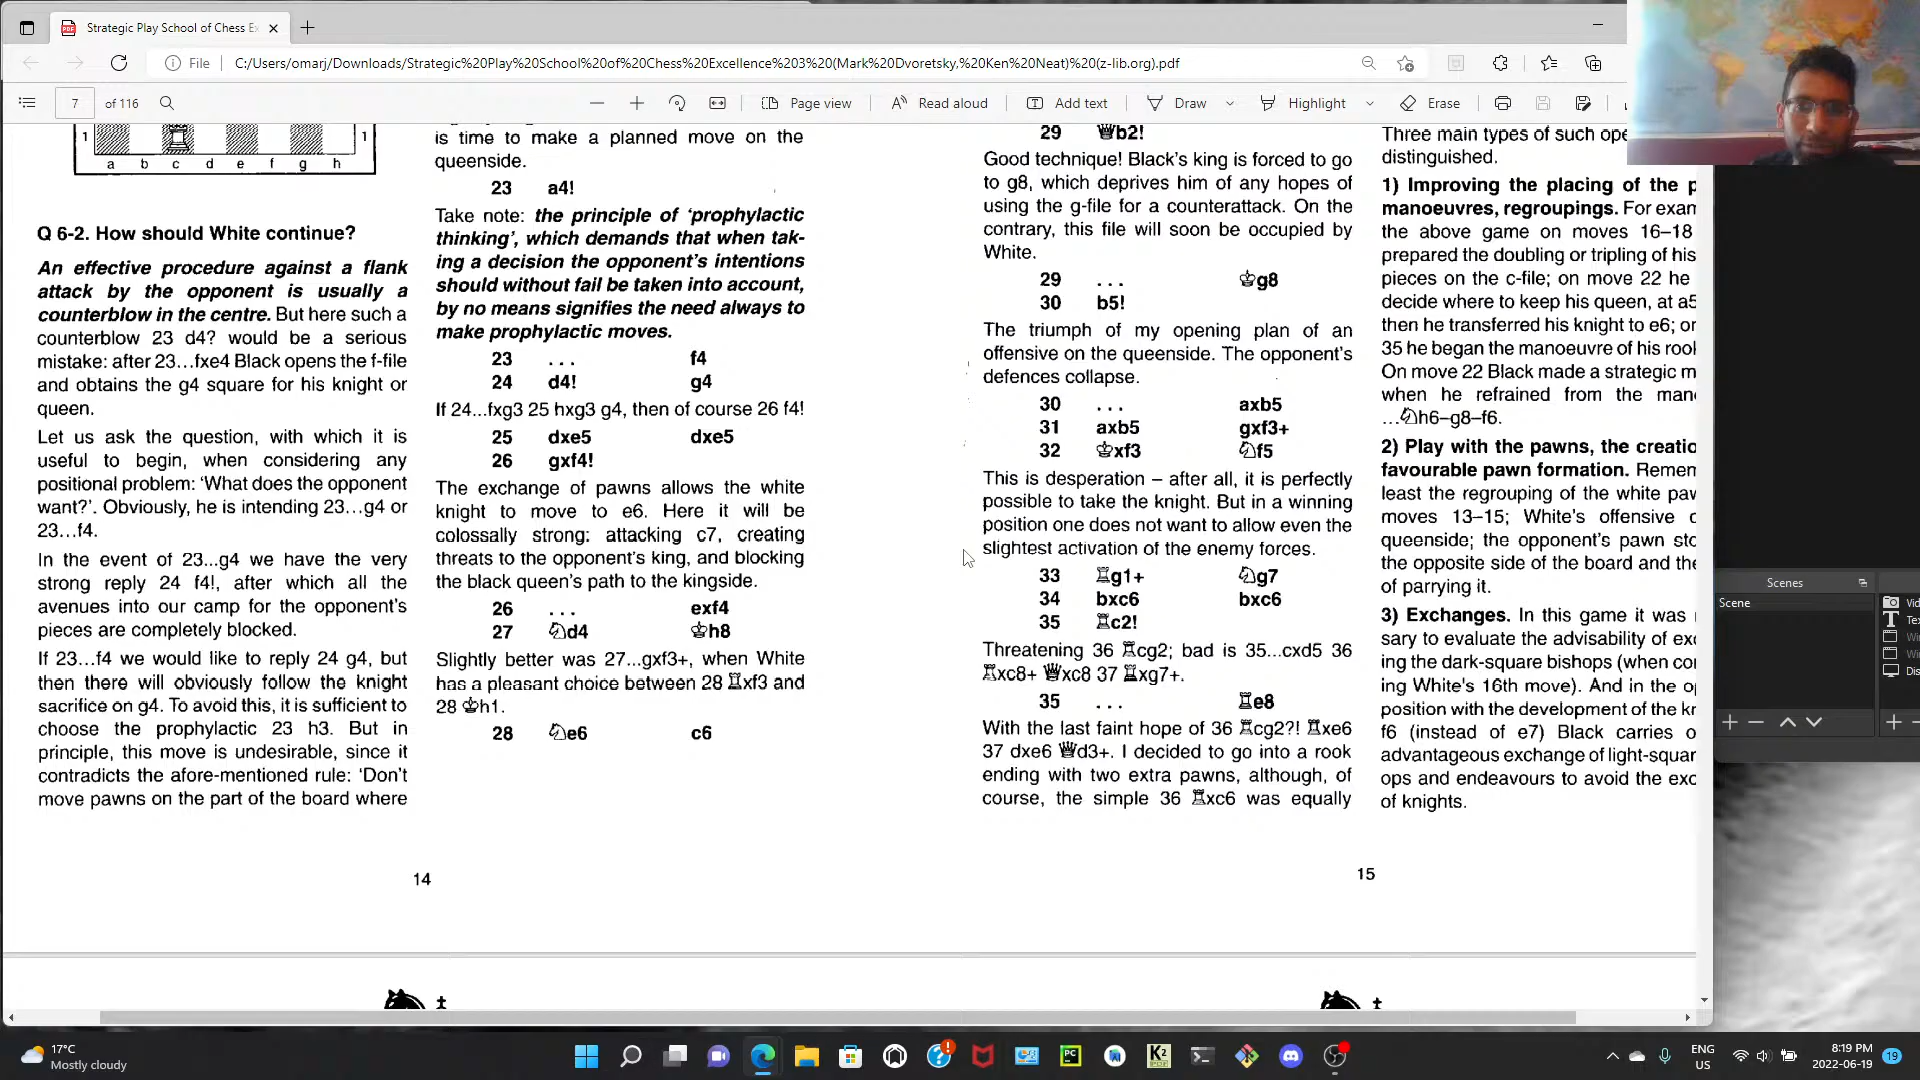 Strategic Play School of Chess Ex
File
C:/Users/omarj/Downloads/Strategic%20Play%20School%20of%20Chess%20Excellence%203%20(Mark%20Dvoretsky,%20Ken%20Neat)%20(z-lib.org).pdf
7 of 116
Page view
Read aloud
Add text
Draw
Highlight
Erase
1 1
a b c d e f g h
Q 6-2. How should White continue?
An effective procedure against a flank
attack by the opponent is usually a
counterblow in the centre. But here such a
counterblow 23 d4? would be a serious
mistake: after 23...fxe4 Black opens the f-file
and obtains the g4 square for his knight or
queen.
Let us ask the question, with which it is
useful to begin, when considering any
positional problem: ‘What does the opponent
want?’. Obviously, he is intending 23...g4 or
23...f4.
In the event of 23...g4 we have the very
strong reply 24 f4!, after which all the
avenues into our camp for the opponent's
pieces are completely blocked.
If 23...f4 we would like to reply 24 g4, but
then there will obviously follow the knight
sacrifice on g4. To avoid this, it is sufficient to
choose the prophylactic 23 h3. But in
principle, this move is undesirable, since it
contradicts the afore-mentioned rule: ‘Don't
move pawns on the part of the board where
is time to make a planned move on the
queenside.
23 a4!
Take note: the principle of ‘prophylactic
thinking’, which demands that when tak-
ing a decision the opponent's intentions
should without fail be taken into account,
by no means signifies the need always to
make prophylactic moves.
23 ... f4
24 d4! g4
If 24...fxg3 25 hxg3 g4, then of course 26 f4!
25 dxe5 dxe5
26 gxf4!
The exchange of pawns allows the white
knight to move to e6. Here it will be
colossally strong: attacking c7, creating
threats to the opponent's king, and blocking
the black queen's path to the kingside.
26 ... exf4
27 ♘d4 ♔h8
Slightly better was 27...gxf3+, when White
has a pleasant choice between 28 ♖xf3 and
28 ♔h1.
28 ♘e6 c6
14
29 ♕b2!
Good technique! Black's king is forced to go
to g8, which deprives him of any hopes of
using the g-file for a counterattack. On the
contrary, this file will soon be occupied by
White.
29 ... ♔g8
30 b5!
The triumph of my opening plan of an
offensive on the queenside. The opponent's
defences collapse.
30 ... axb5
31 axb5 gxf3+
32 ♔xf3 ♘f5
This is desperation – after all, it is perfectly
possible to take the knight. But in a winning
position one does not want to allow even the
slightest activation of the enemy forces.
33 ♖g1+ ♘g7
34 bxc6 bxc6
35 ♖c2!
Threatening 36 ♖cg2; bad is 35...cxd5 36
♖xc8+ ♕xc8 37 ♖xg7+.
35 ... ♖e8
With the last faint hope of 36 ♖cg2?! ♖xe6
37 dxe6 ♕d3+. I decided to go into a rook
ending with two extra pawns, although, of
course, the simple 36 ♖xc6 was equally
15
Three main types of such ope
distinguished.
1) Improving the placing of the p
manoeuvres, regroupings. For exam
the above game on moves 16–18
prepared the doubling or tripling of his
pieces on the c-file; on move 22 he
decide where to keep his queen, at a5
then he transferred his knight to e6; or
35 he began the manoeuvre of his rook
On move 22 Black made a strategic m
when he refrained from the man
...♘h6–g8–f6.
2) Play with the pawns, the creatio
favourable pawn formation. Remem
least the regrouping of the white paw
moves 13–15; White's offensive o
queenside; the opponent's pawn sto
the opposite side of the board and the
of parrying it.
3) Exchanges. In this game it was
sary to evaluate the advisability of exc
ing the dark-square bishops (when con
ing White's 16th move). And in the op
position with the development of the kn
f6 (instead of e7) Black carries o
advantageous exchange of light-squar
ops and endeavours to avoid the exc
of knights.
Scenes
Scene
Vid
Tex
Win
Win
Dis
17°C
Mostly cloudy
ENG
US
8:19 PM
2022-06-19
19